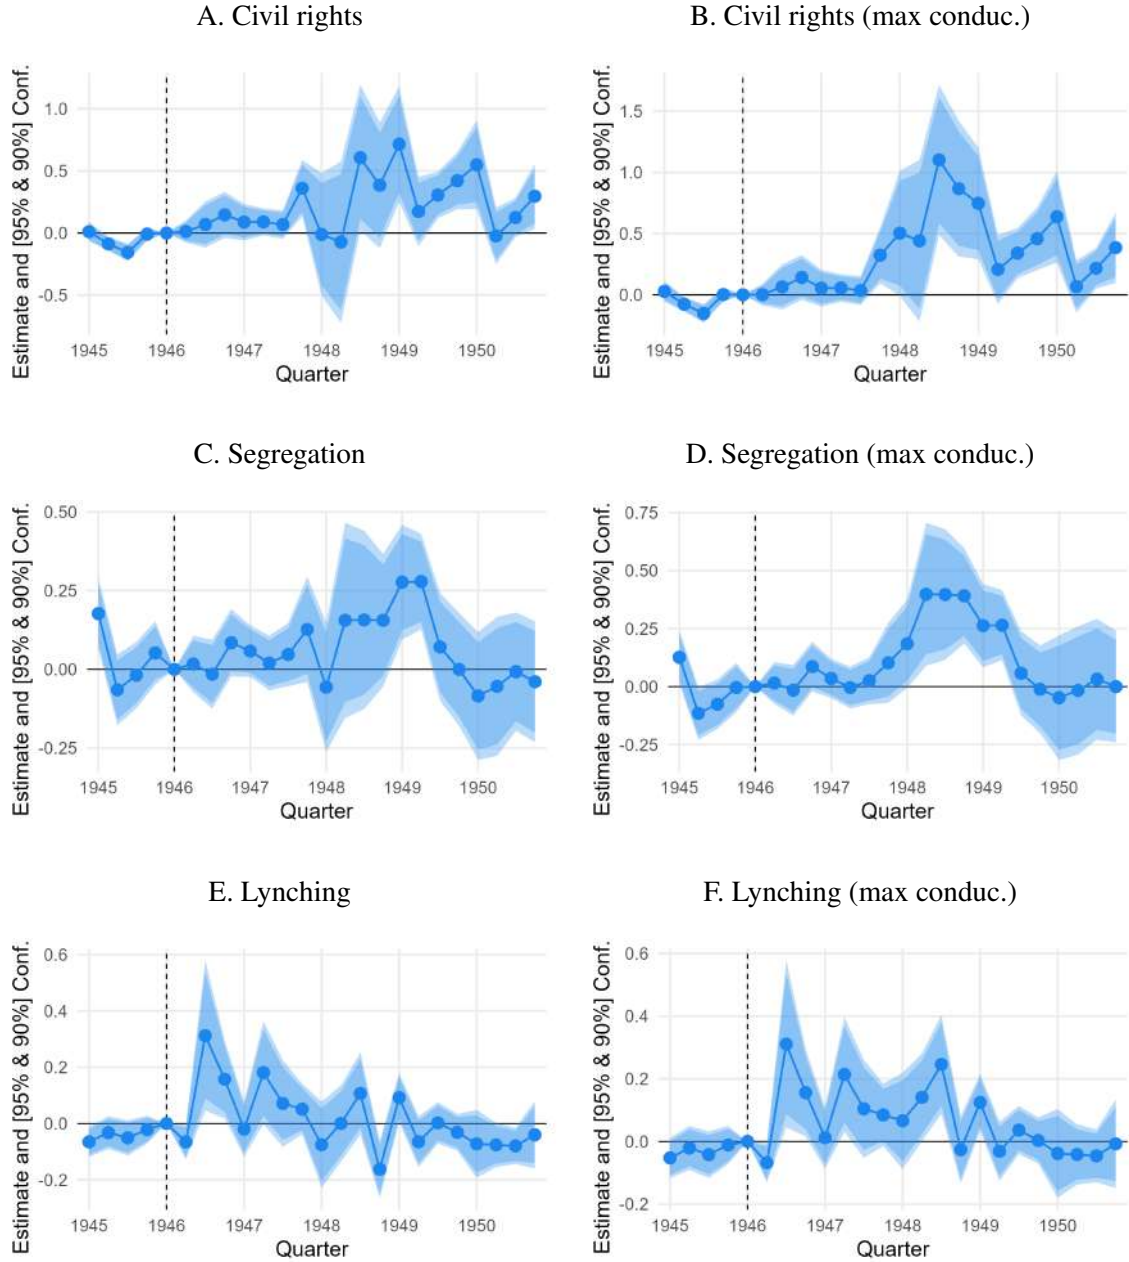 A. Civil rights
Estimate and [95% & 90%] Conf.
1.0
0.5
0.0
-0.5
1945 1946 1947 1948 1949 1950
Quarter
B. Civil rights (max conduc.)
Estimate and [95% & 90%] Conf.
1.5
1.0
0.5
0.0
1945 1946 1947 1948 1949 1950
Quarter
C. Segregation
Estimate and [95% & 90%] Conf.
0.50
0.25
0.00
-0.25
1945 1946 1947 1948 1949 1950
Quarter
D. Segregation (max conduc.)
Estimate and [95% & 90%] Conf.
0.75
0.50
0.25
0.00
-0.25
1945 1946 1947 1948 1949 1950
Quarter
E. Lynching
Estimate and [95% & 90%] Conf.
0.6
0.4
0.2
0.0
-0.2
1945 1946 1947 1948 1949 1950
Quarter
F. Lynching (max conduc.)
Estimate and [95% & 90%] Conf.
0.6
0.4
0.2
0.0
-0.2
1945 1946 1947 1948 1949 1950
Quarter